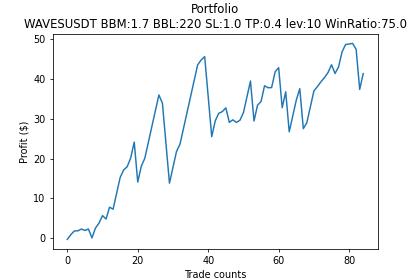 Portfolio
WAVESUSDT BBM:1.7 BBL:220 SL:1.0 TP:0.4 lev:10 WinRatio:75.0
50
40
30
20
10
0
Profit ($)
0 20 40 60 80
Trade counts